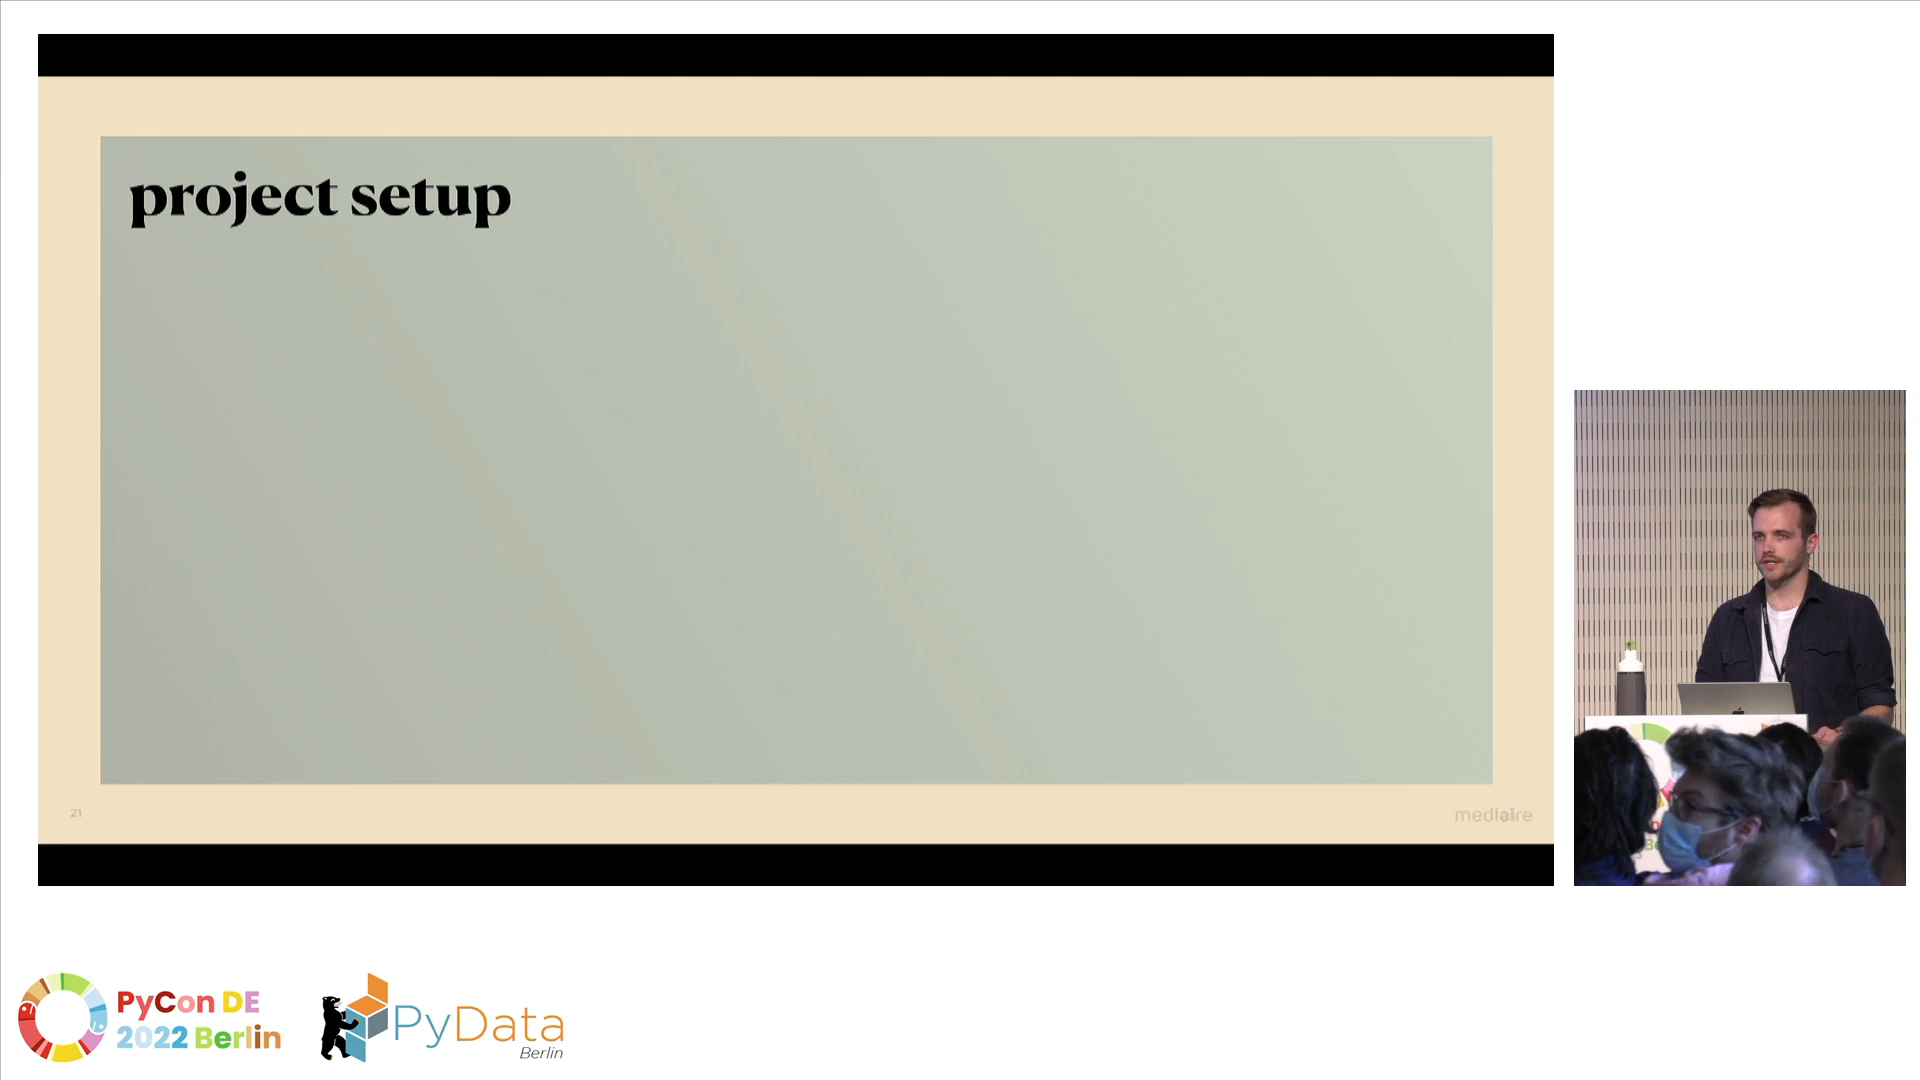 project setup
21
mediaire
PyCon DE
2022 Berlin
PyData
Berlin